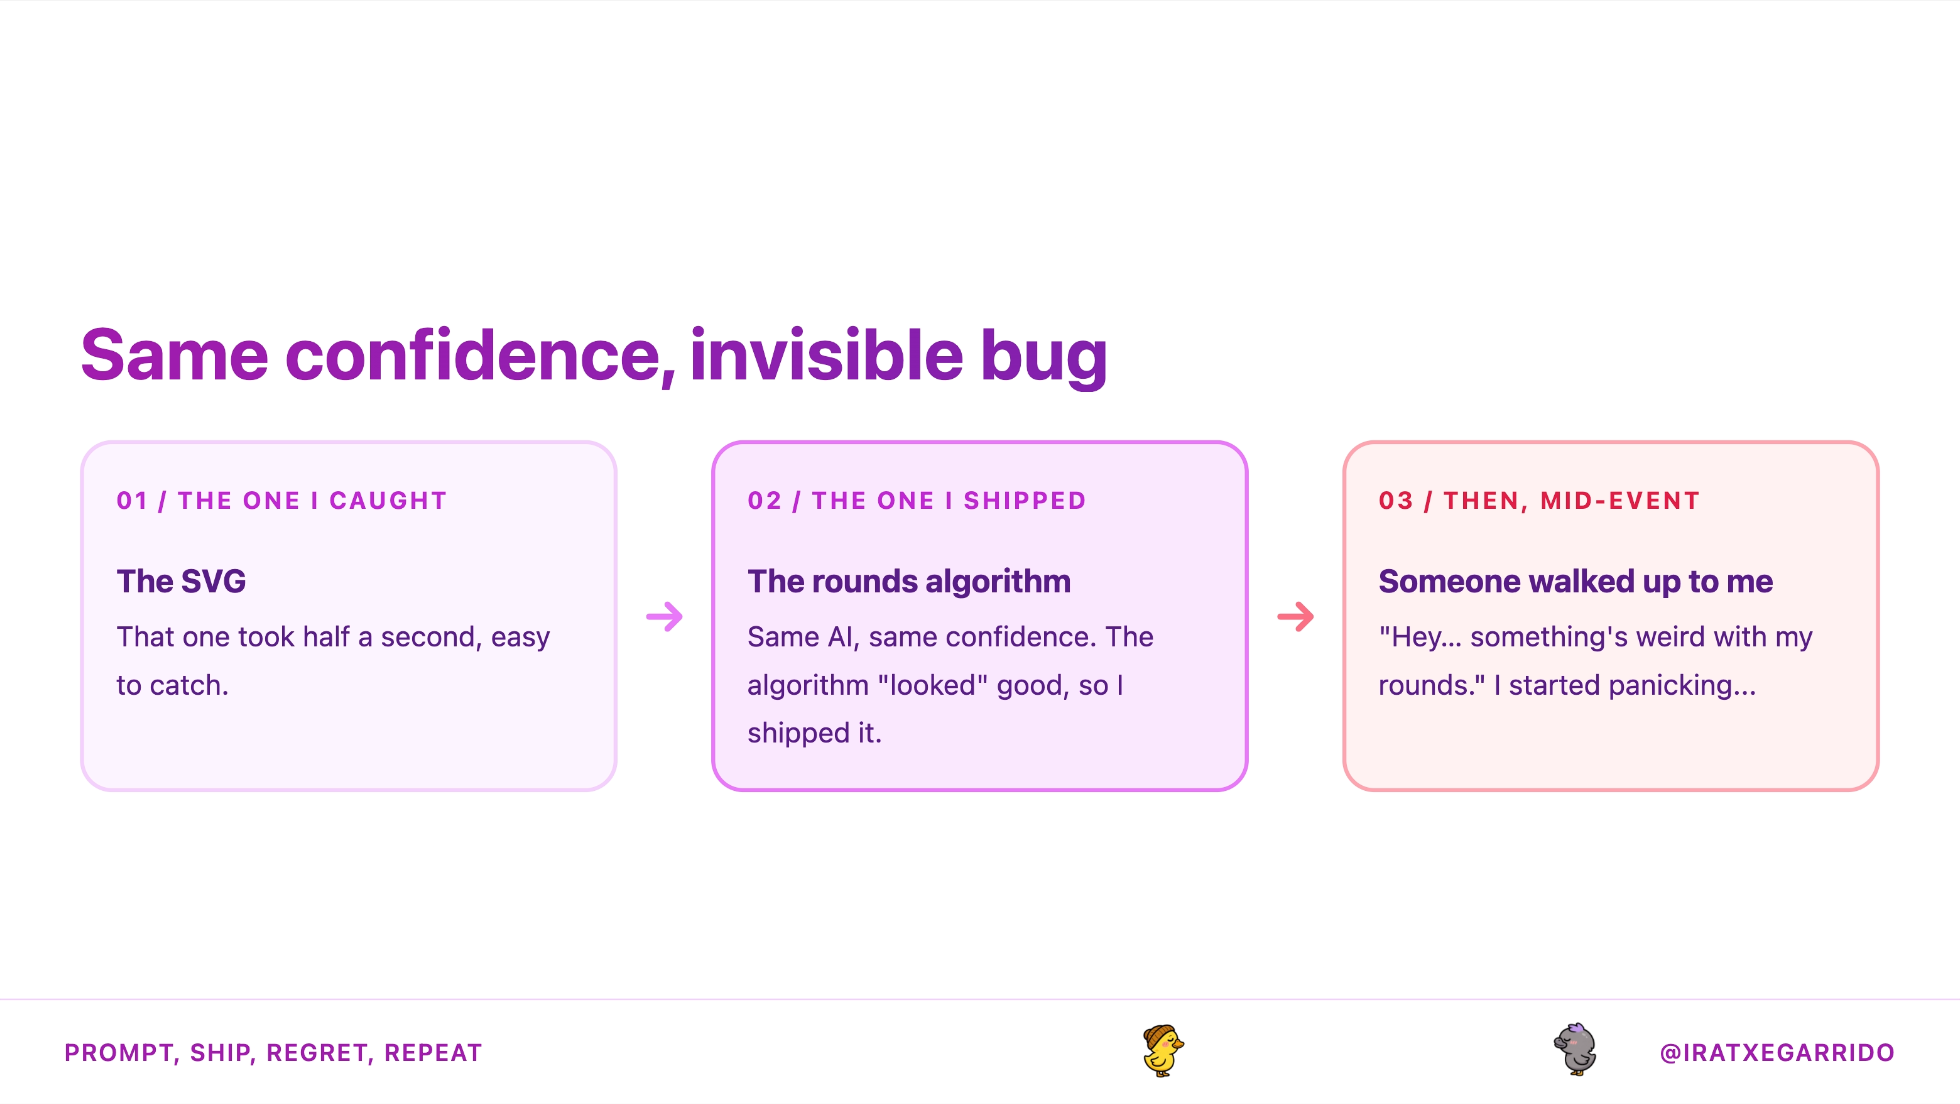 Same confidence, invisible bug
01 / THE ONE I CAUGHT
The SVG
That one took half a second, easy
to catch.
02 / THE ONE I SHIPPED
The rounds algorithm
Same AI, same confidence. The
algorithm "looked" good, so I
shipped it.
03 / THEN, MID-EVENT
Someone walked up to me
"Hey... something's weird with my
rounds." I started panicking...
PROMPT, SHIP, REGRET, REPEAT
@IRATXEGARRIDO